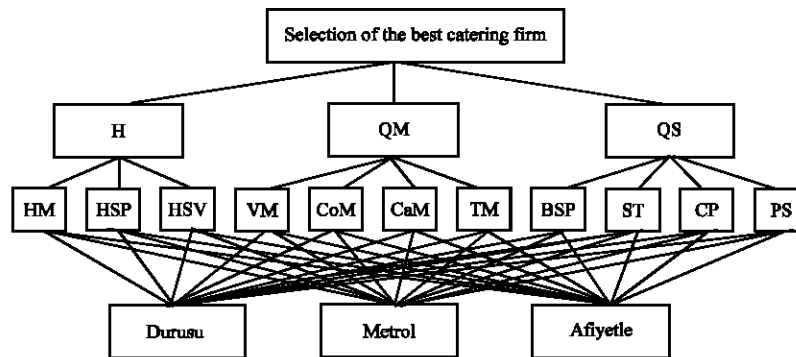 Selection of the best catering firm
H
QM
QS
HM
HSP
HSV
VM
CoM
CaM
TM
BSP
ST
CP
PS
Durusu
Metrol
Afiyetle